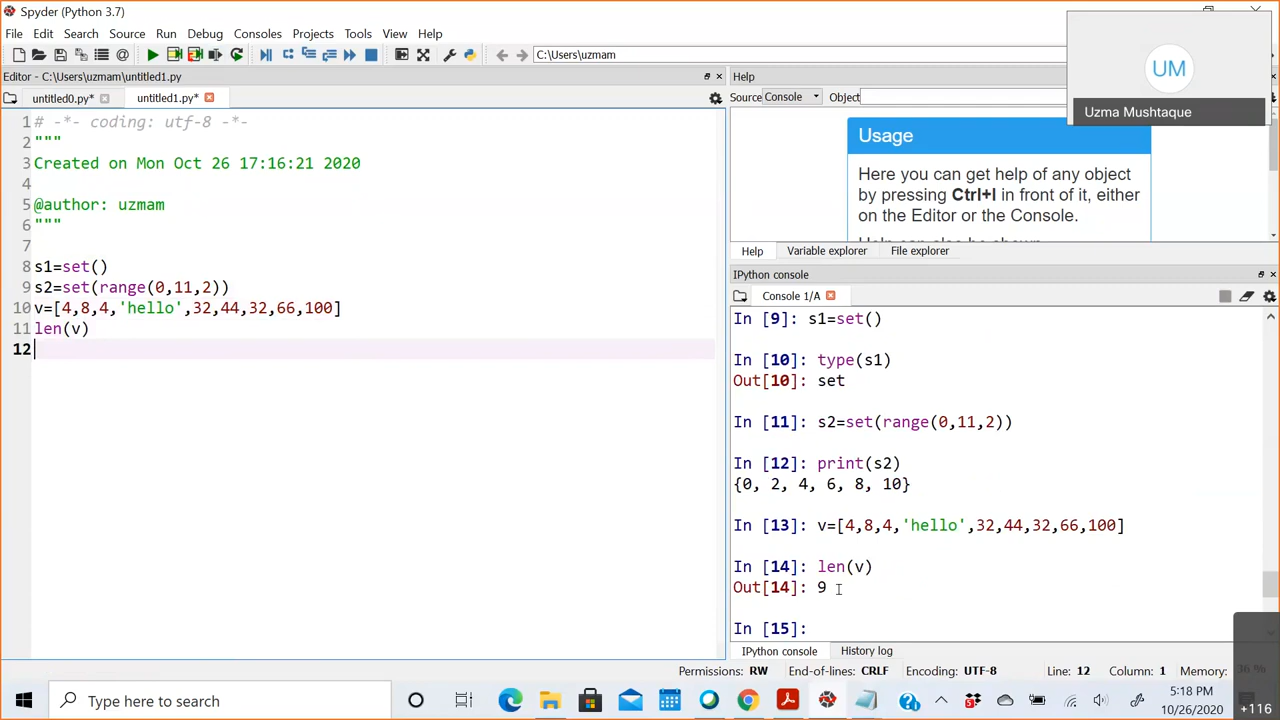 Spyder (Python 3.7)
File Edit Search Source Run Debug Consoles Projects Tools View Help
C:\Users\uzmam
Editor - C:\Users\uzmam\untitled1.py
untitled0.py*
untitled1.py*
1 # -*- coding: utf-8 -*-
2 """
3 Created on Mon Oct 26 17:16:21 2020
4
5 @author: uzmam
6 """
7
8 s1=set()
9 s2=set(range(0,11,2))
10 v=[4,8,4,'hello',32,44,32,66,100]
11 len(v)
12
Help
Source Console Object
UM
Uzma Mushtaque
Usage
Here you can get help of any object
by pressing Ctrl+I in front of it, either
on the Editor or the Console.
Help can also be shown
Help Variable explorer File explorer
IPython console
Console 1/A
In [9]: s1=set()
In [10]: type(s1)
Out[10]: set
In [11]: s2=set(range(0,11,2))
In [12]: print(s2)
{0, 2, 4, 6, 8, 10}
In [13]: v=[4,8,4,'hello',32,44,32,66,100]
In [14]: len(v)
Out[14]: 9
In [15]:
IPython console History log
Permissions: RW End-of-lines: CRLF Encoding: UTF-8 Line: 12 Column: 1 Memory: 36 %
Type here to search
5:18 PM
10/26/2020
+116